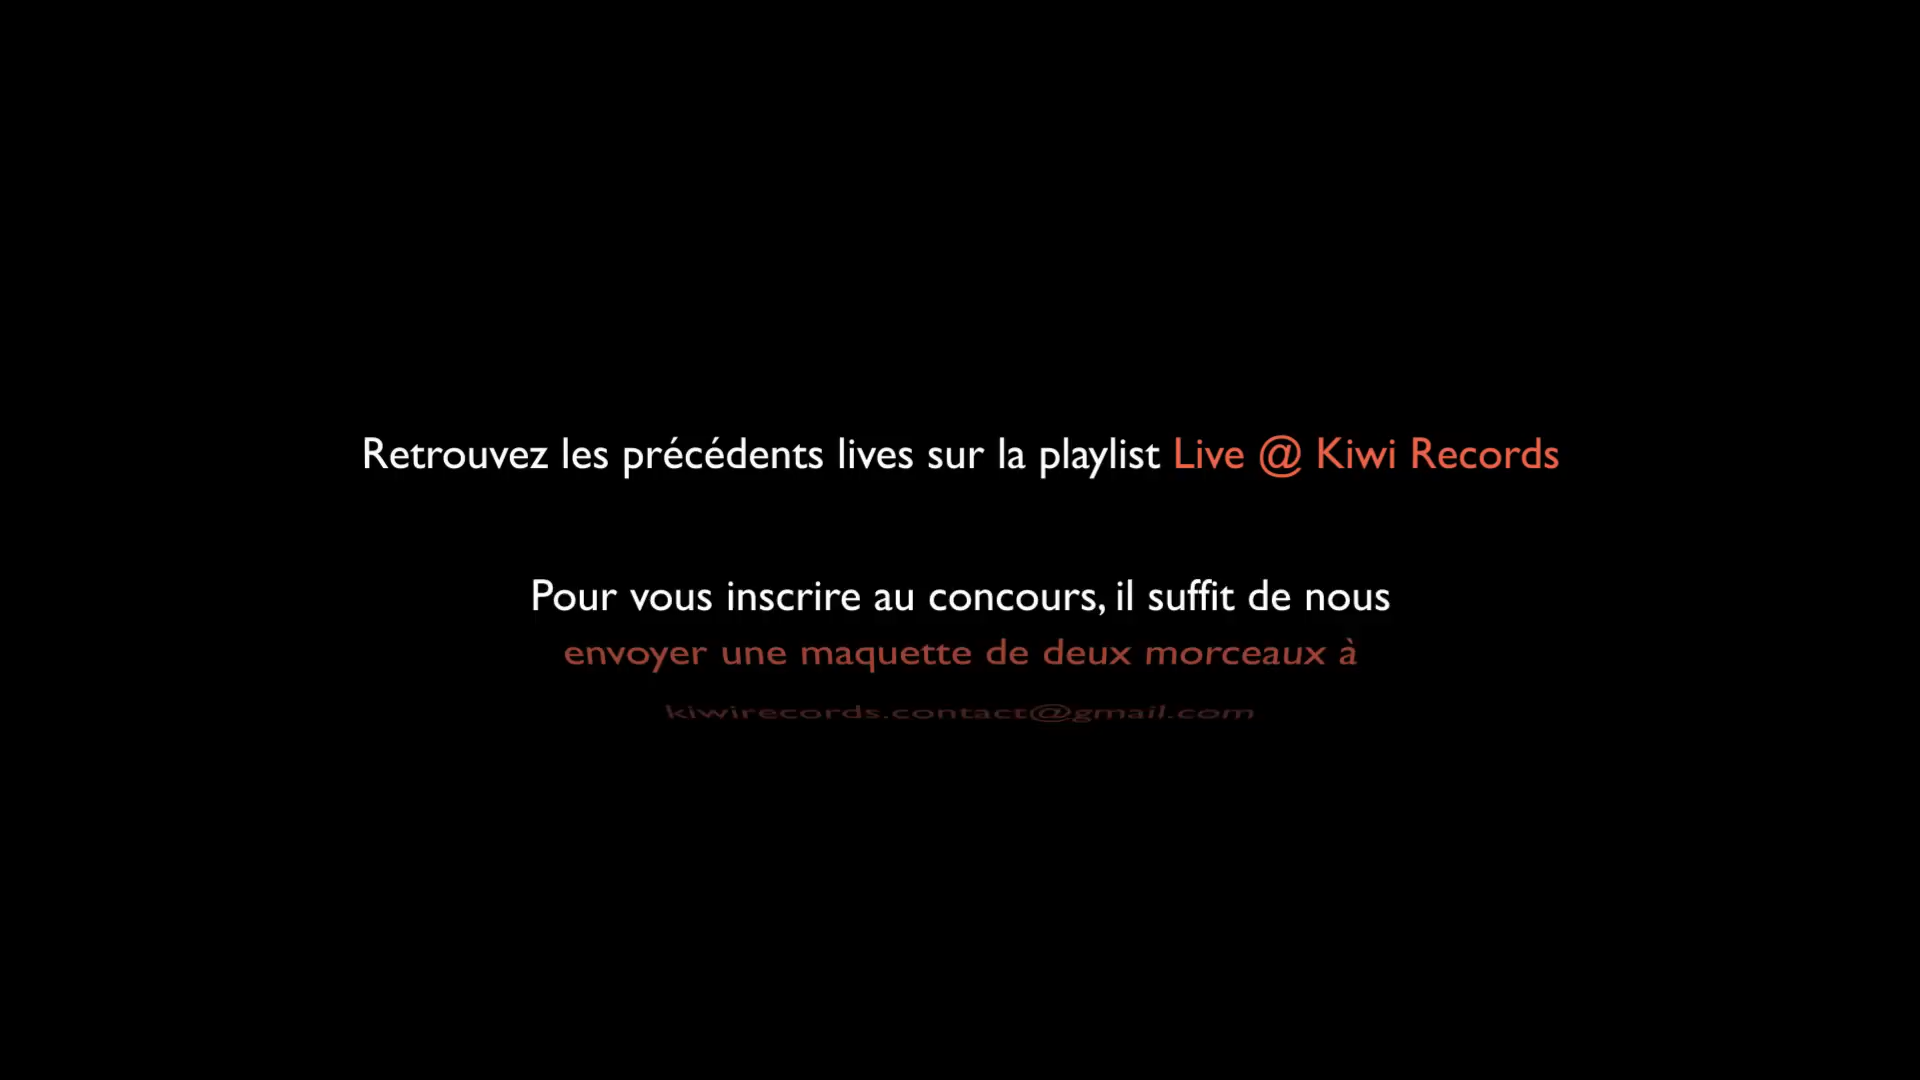 Retrouvez les précédents lives sur la playlist Live @ Kiwi Records
Pour vous inscrire au concours, il suffit de nous
envoyer une maquette de deux morceaux à
kiwirecords.contact@gmail.com